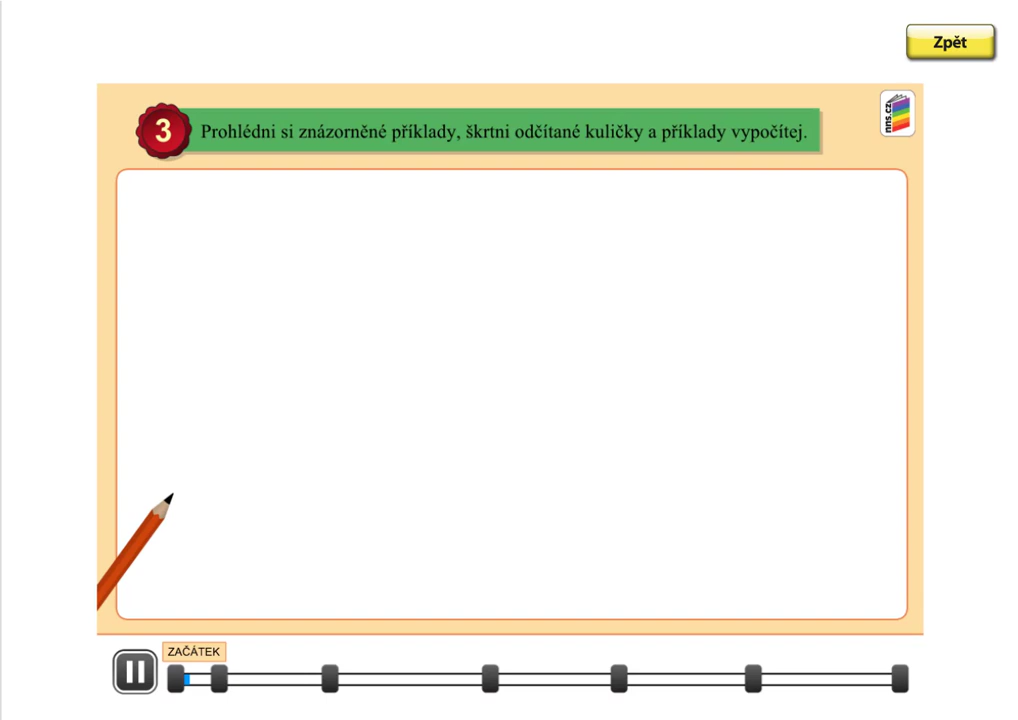 Zpět
3 Prohlédni si znázorněné příklady, škrtni odčítané kuličky a příklady vypočítej.
nns.cz
ZAČÁTEK